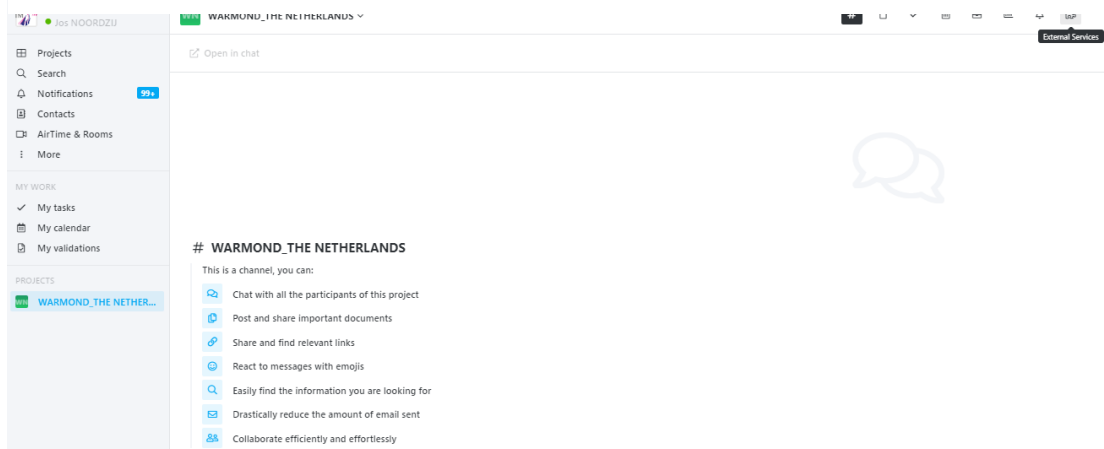 Jos NOORDZIJ
WN WARMOND_THE NETHERLANDS
#
External Services
Projects
Search
Notifications 99+
Contacts
AirTime & Rooms
More
MY WORK
My tasks
My calendar
My validations
PROJECTS
WN WARMOND_THE NETHER...
Open in chat
# WARMOND_THE NETHERLANDS
This is a channel, you can:
Chat with all the participants of this project
Post and share important documents
Share and find relevant links
React to messages with emojis
Easily find the information you are looking for
Drastically reduce the amount of email sent
Collaborate efficiently and effortlessly